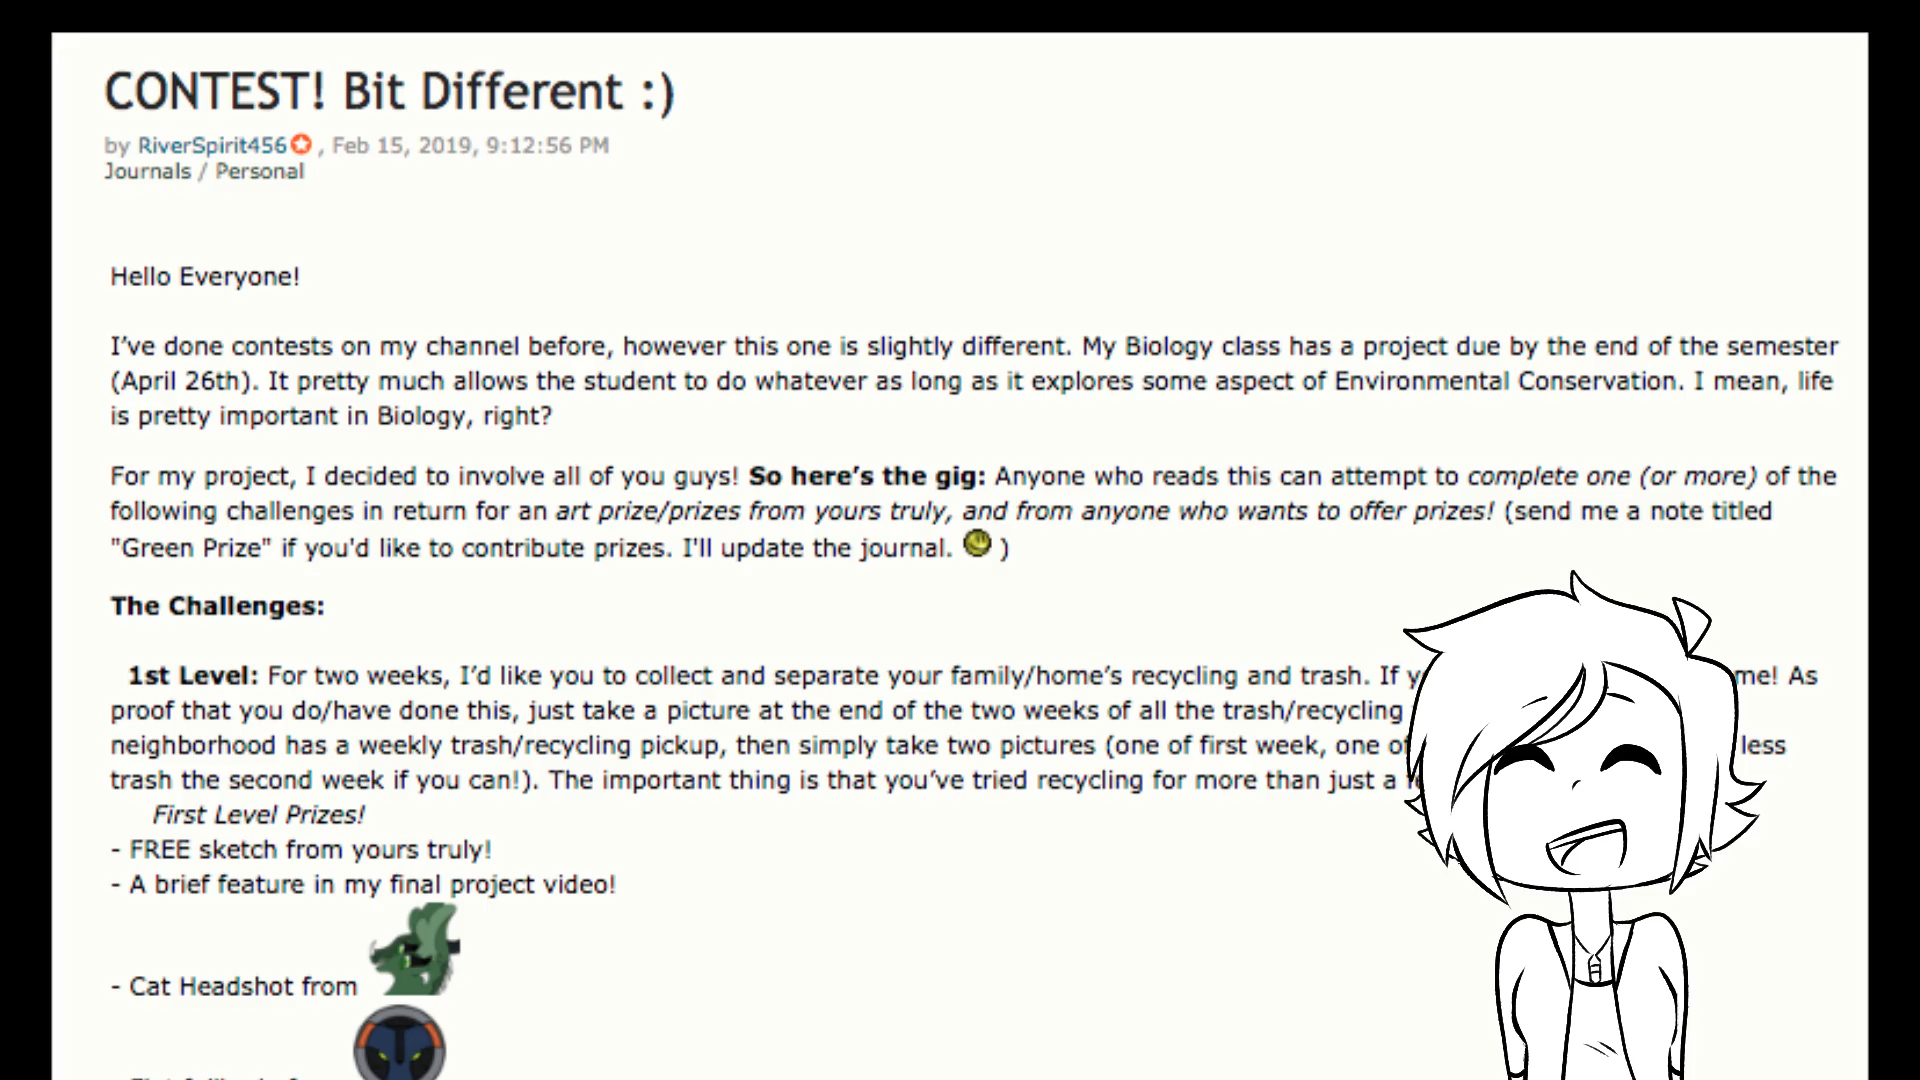 CONTEST! Bit Different :)
by RiverSpirit456 , Feb 15, 2019, 9:12:56 PM
Journals / Personal
Hello Everyone!
I’ve done contests on my channel before, however this one is slightly different. My Biology class has a project due by the end of the semester
(April 26th). It pretty much allows the student to do whatever as long as it explores some aspect of Environmental Conservation. I mean, life
is pretty important in Biology, right?
For my project, I decided to involve all of you guys! So here’s the gig: Anyone who reads this can attempt to complete one (or more) of the
following challenges in return for an art prize/prizes from yours truly, and from anyone who wants to offer prizes! (send me a note titled
"Green Prize" if you'd like to contribute prizes. I'll update the journal. )
The Challenges:
1st Level: For two weeks, I’d like you to collect and separate your family/home’s recycling and trash. If me! As
proof that you do/have done this, just take a picture at the end of the two weeks of all the trash/recycling
neighborhood has a weekly trash/recycling pickup, then simply take two pictures (one of first week, one less
trash the second week if you can!). The important thing is that you’ve tried recycling for more than just a
First Level Prizes!
- FREE sketch from yours truly!
- A brief feature in my final project video!
- Cat Headshot from